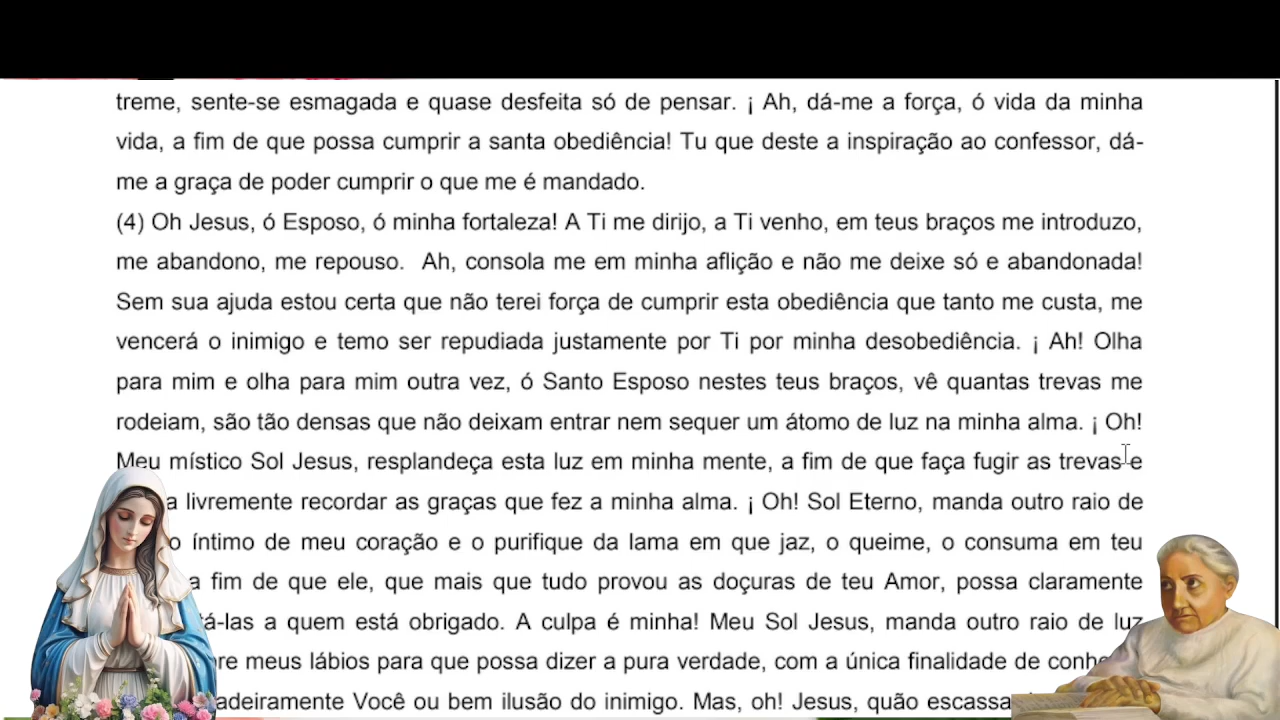 treme, sente-se esmagada e quase desfeita só de pensar. ¡ Ah, dá-me a força, ó vida da minha
vida, a fim de que possa cumprir a santa obediência! Tu que deste a inspiração ao confessor, dá-
me a graça de poder cumprir o que me é mandado.
(4) Oh Jesus, ó Esposo, ó minha fortaleza! A Ti me dirijo, a Ti venho, em teus braços me introduzo,
me abandono, me repouso. Ah, consola me em minha aflição e não me deixe só e abandonada!
Sem sua ajuda estou certa que não terei força de cumprir esta obediência que tanto me custa, me
vencerá o inimigo e temo ser repudiada justamente por Ti por minha desobediência. ¡ Ah! Olha
para mim e olha para mim outra vez, ó Santo Esposo nestes teus braços, vê quantas trevas me
rodeiam, são tão densas que não deixam entrar nem sequer um átomo de luz na minha alma. ¡ Oh!
Meu místico Sol Jesus, resplandeça esta luz em minha mente, a fim de que faça fugir as trevas e
livremente recordar as graças que fez a minha alma. ¡ Oh! Sol Eterno, manda outro raio de
íntimo de meu coração e o purifique da lama em que jaz, o queime, o consuma em teu
a fim de que ele, que mais que tudo provou as doçuras de teu Amor, possa claramente
a quem está obrigado. A culpa é minha! Meu Sol Jesus, manda outro raio de luz
meus lábios para que possa dizer a pura verdade, com a única finalidade de
Você ou bem ilusão do inimigo. Mas, oh! Jesus, quão escassa